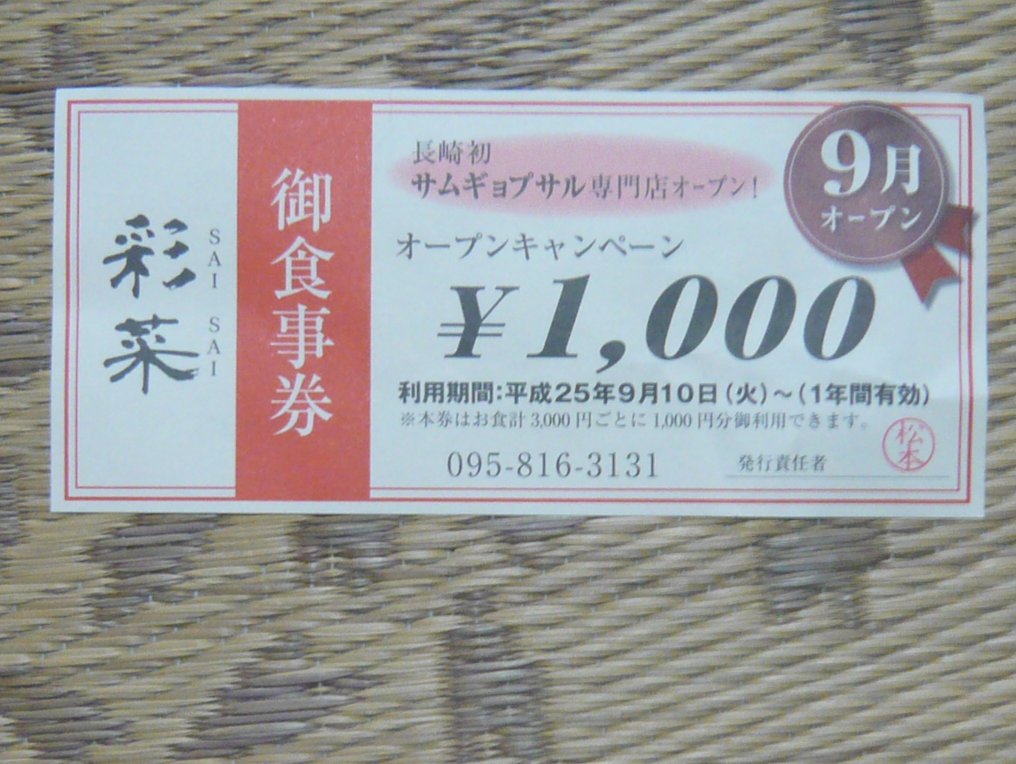 彩菜
SAI SAI
御食事券
長崎初
サムギョプサル専門店オープン!
9月
オープン
オープンキャンペーン
¥1,000
利用期間:平成25年9月10日(火)~(1年間有効)
※本券はお食計3,000円ごとに1,000円分御利用できます。
095-816-3131
発行責任者
松本